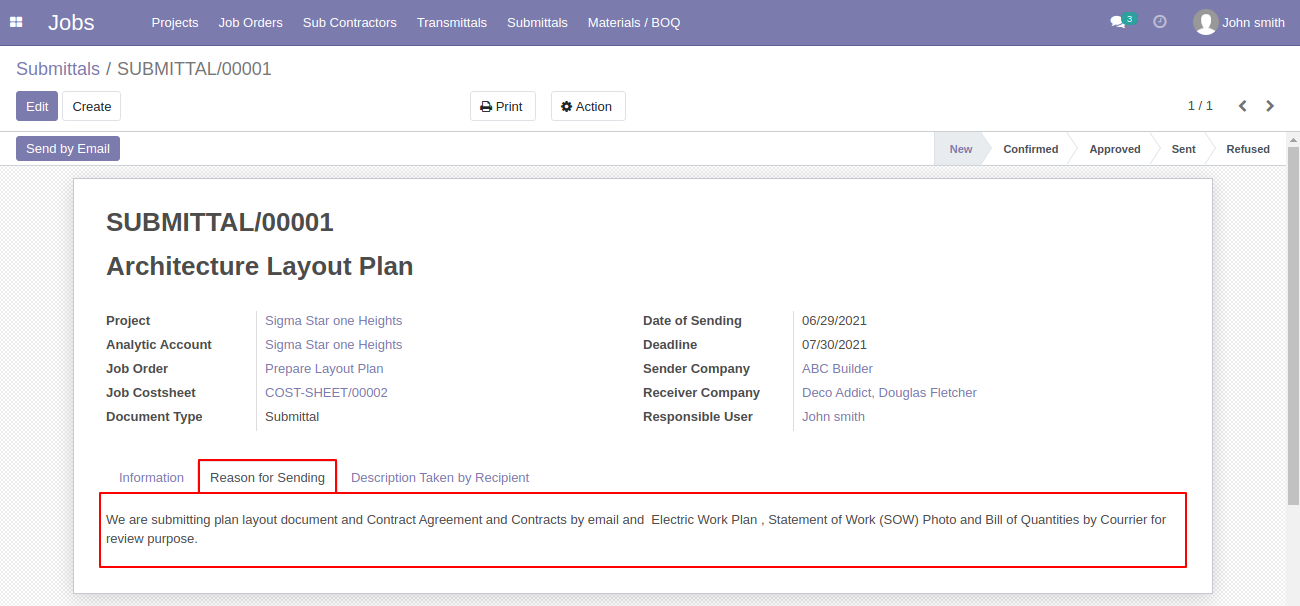 Jobs Projects Job Orders Sub Contractors Transmittals Submittals Materials / BOQ 3 John smith
Submittals / SUBMITTAL/00001
Edit Create Print Action 1 / 1
Send by Email New Confirmed Approved Sent Refused
SUBMITTAL/00001
Architecture Layout Plan
Project Sigma Star one Heights Date of Sending 06/29/2021
Analytic Account Sigma Star one Heights Deadline 07/30/2021
Job Order Prepare Layout Plan Sender Company ABC Builder
Job Costsheet COST-SHEET/00002 Receiver Company Deco Addict, Douglas Fletcher
Document Type Submittal Responsible User John smith
Information Reason for Sending Description Taken by Recipient
We are submitting plan layout document and Contract Agreement and Contracts by email and  Electric Work Plan , Statement of Work (SOW) Photo and Bill of Quantities by Courrier for
review purpose.